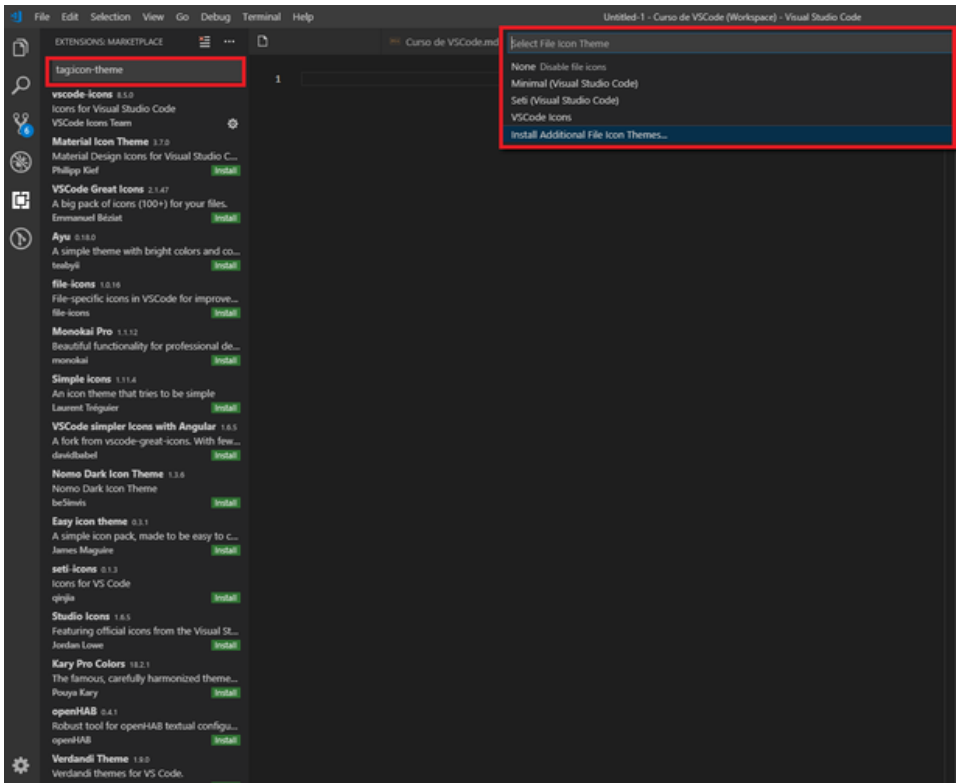 File Edit Selection View Go Debug Terminal Help
Untitled-1 - Curso de VSCode (Workspace) - Visual Studio Code
EXTENSIONS: MARKETPLACE
Curso de VSCode.md
tag:icon-theme
1
Select File Icon Theme
None Disable file icons
Minimal (Visual Studio Code)
Seti (Visual Studio Code)
VSCode Icons
Install Additional File Icon Themes...
vscode-icons 8.5.0
Icons for Visual Studio Code
VSCode Icons Team
Material Icon Theme 3.7.0
Material Design Icons for Visual Studio C...
Philipp Kief Install
VSCode Great Icons 2.1.47
A big pack of icons (100+) for your files.
Emmanuel Béziat Install
Ayu 0.18.0
A simple theme with bright colors and co...
teabyii Install
file-icons 1.0.16
File-specific icons in VSCode for improve...
file-icons Install
Monokai Pro 1.1.12
Beautiful functionality for professional de...
monokai Install
Simple icons 1.11.4
An icon theme that tries to be simple
Laurent Tréguier Install
VSCode simpler Icons with Angular 1.6.5
A fork from vscode-great-icons. With few...
davidbabel Install
Nomo Dark Icon Theme 1.3.6
Nomo Dark Icon Theme
be5invis Install
Easy icon theme 0.3.1
A simple icon pack, made to be easy to c...
James Maguire Install
seti-icons 0.1.3
Icons for VS Code
qinjia Install
Studio Icons 1.6.5
Featuring official icons from the Visual St...
Jordan Lowe Install
Kary Pro Colors 18.2.1
The famous, carefully harmonized theme...
Pouya Kary Install
openHAB 0.4.1
Robust tool for openHAB textual configu...
openHAB Install
Verdandi Theme 1.9.0
Verdandi themes for VS Code.
6